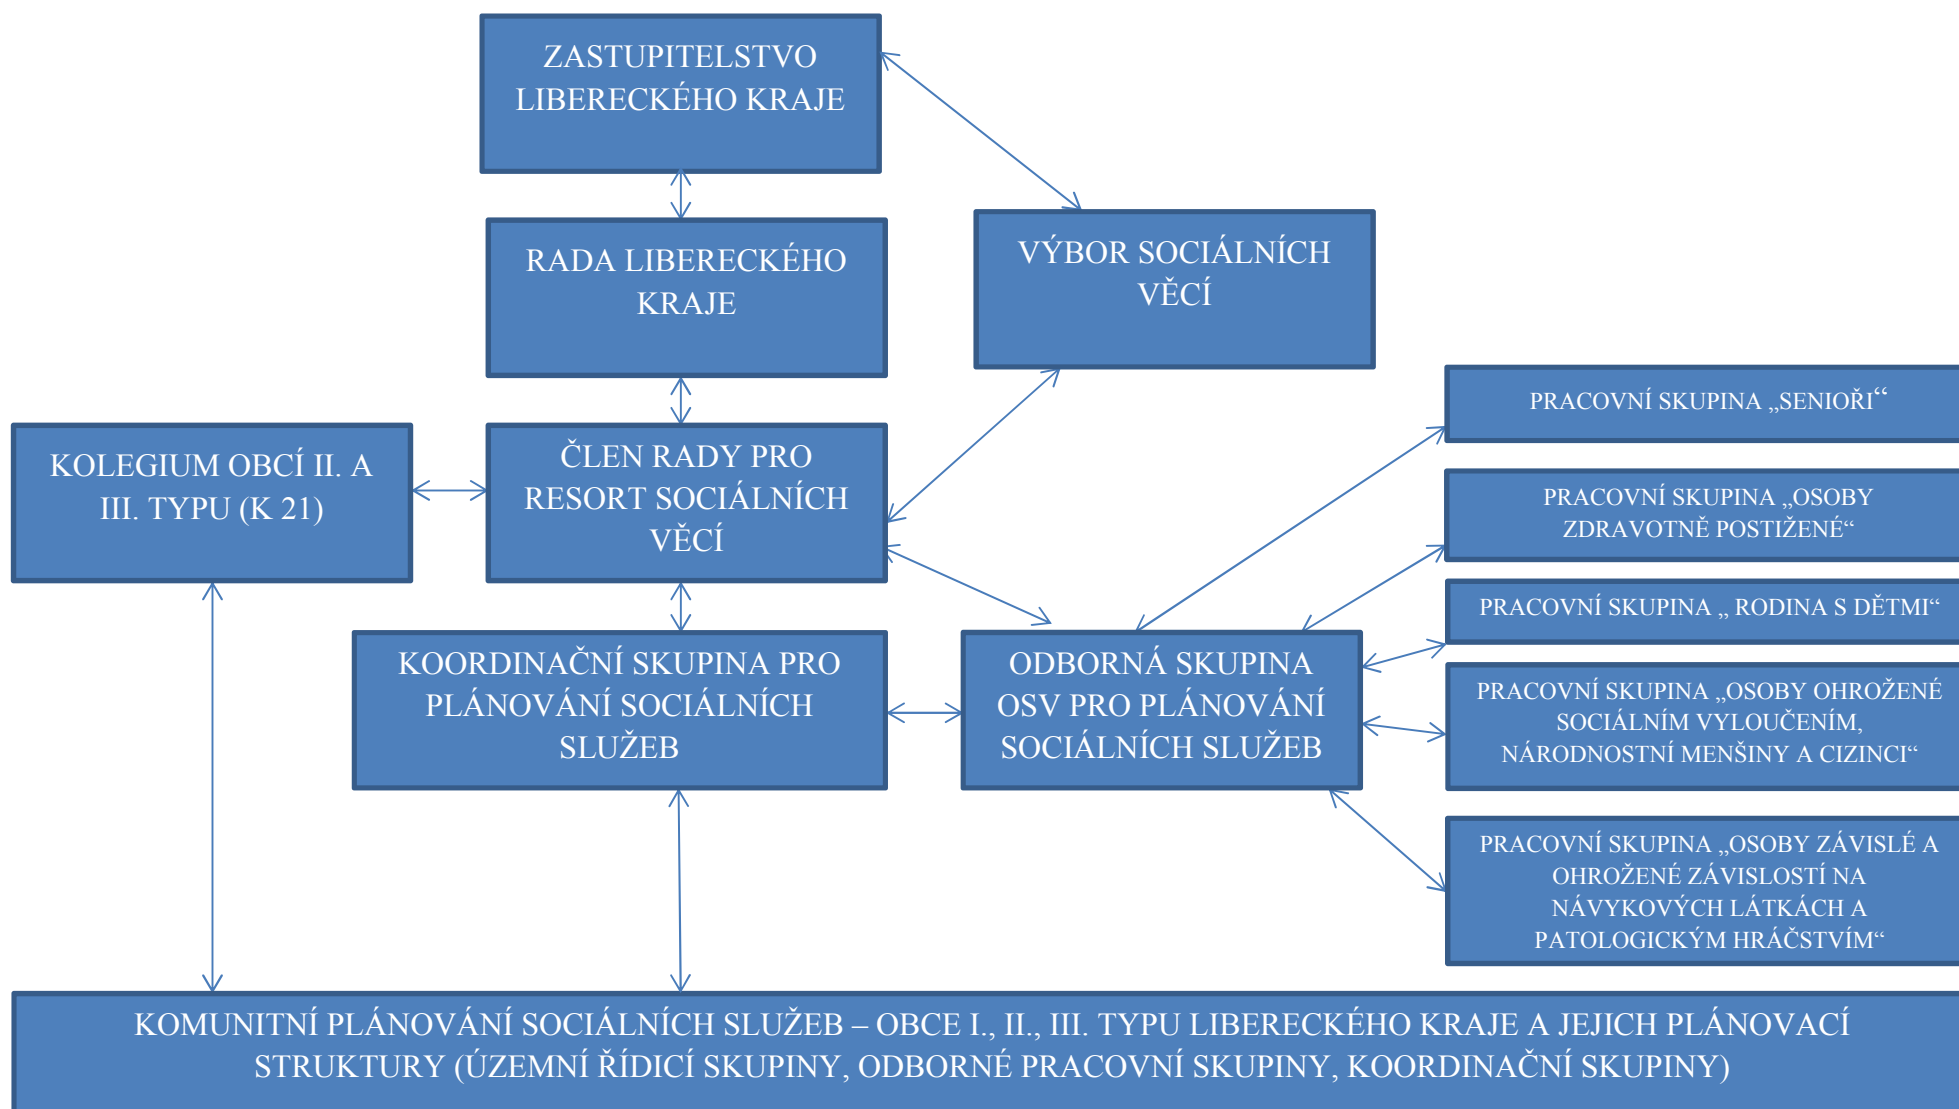 ZASTUPITELSTVO
LIBERECKÉHO KRAJE
RADA LIBERECKÉHO
KRAJE
VÝBOR SOCIÁLNÍCH
VĚCÍ
KOLEGIUM OBCÍ II. A
III. TYPU (K 21)
ČLEN RADY PRO
RESORT SOCIÁLNÍCH
VĚCÍ
KOORDINAČNÍ SKUPINA PRO
PLÁNOVÁNÍ SOCIÁLNÍCH
SLUŽEB
ODBORNÁ SKUPINA
OSV PRO PLÁNOVÁNÍ
SOCIÁLNÍCH SLUŽEB
PRACOVNÍ SKUPINA „SENIOŘI“
PRACOVNÍ SKUPINA „OSOBY
ZDRAVOTNĚ POSTIŽENÉ“
PRACOVNÍ SKUPINA „ RODINA S DĚTMI“
PRACOVNÍ SKUPINA „OSOBY OHROŽENÉ
SOCIÁLNÍM VYLOUČENÍM,
NÁRODNOSTNÍ MENŠINY A CIZINCI“
PRACOVNÍ SKUPINA „OSOBY ZÁVISLÉ A
OHROŽENÉ ZÁVISLOSTÍ NA
NÁVYKOVÝCH LÁTKÁCH A
PATOLOGICKÝM HRÁČSTVÍM“
KOMUNITNÍ PLÁNOVÁNÍ SOCIÁLNÍCH SLUŽEB – OBCE I., II., III. TYPU LIBERECKÉHO KRAJE A JEJICH PLÁNOVACÍ
STRUKTURY (ÚZEMNÍ ŘÍDICÍ SKUPINY, ODBORNÉ PRACOVNÍ SKUPINY, KOORDINAČNÍ SKUPINY)